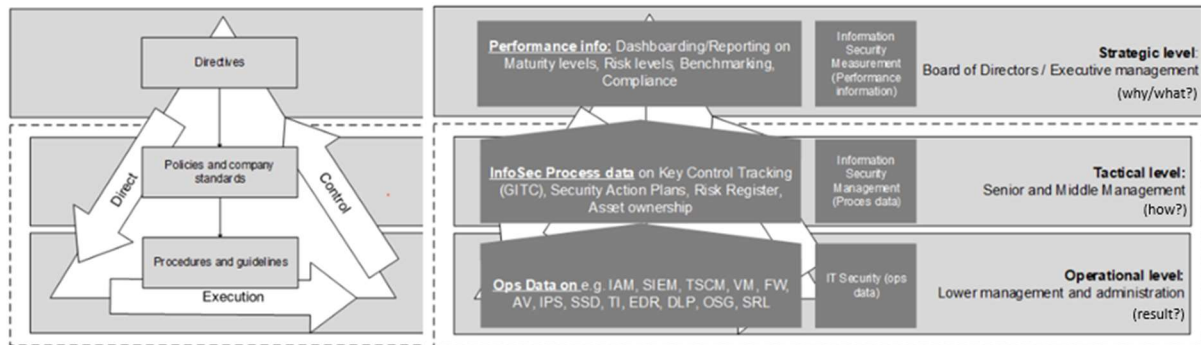 Directives
Policies and company
standards
Procedures and guidelines
Direct
Control
Execution
Performance info: Dashboarding/Reporting on
Maturity levels, Risk levels, Benchmarking,
Compliance
Information
Security
Measurement
(Performance
information)
Strategic level:
Board of Directors / Executive management
(why/what?)
InfoSec Process data on Key Control Tracking
(GITC), Security Action Plans, Risk Register,
Asset ownership
Information
Security
Management
(Proces data)
Tactical level:
Senior and Middle Management
(how?)
Ops Data on e.g. IAM, SIEM, TSCM, VM, FW,
AV, IPS, SSD, TI, EDR, DLP, OSG, SRL
IT Security (ops
data)
Operational level:
Lower management and administration
(result?)